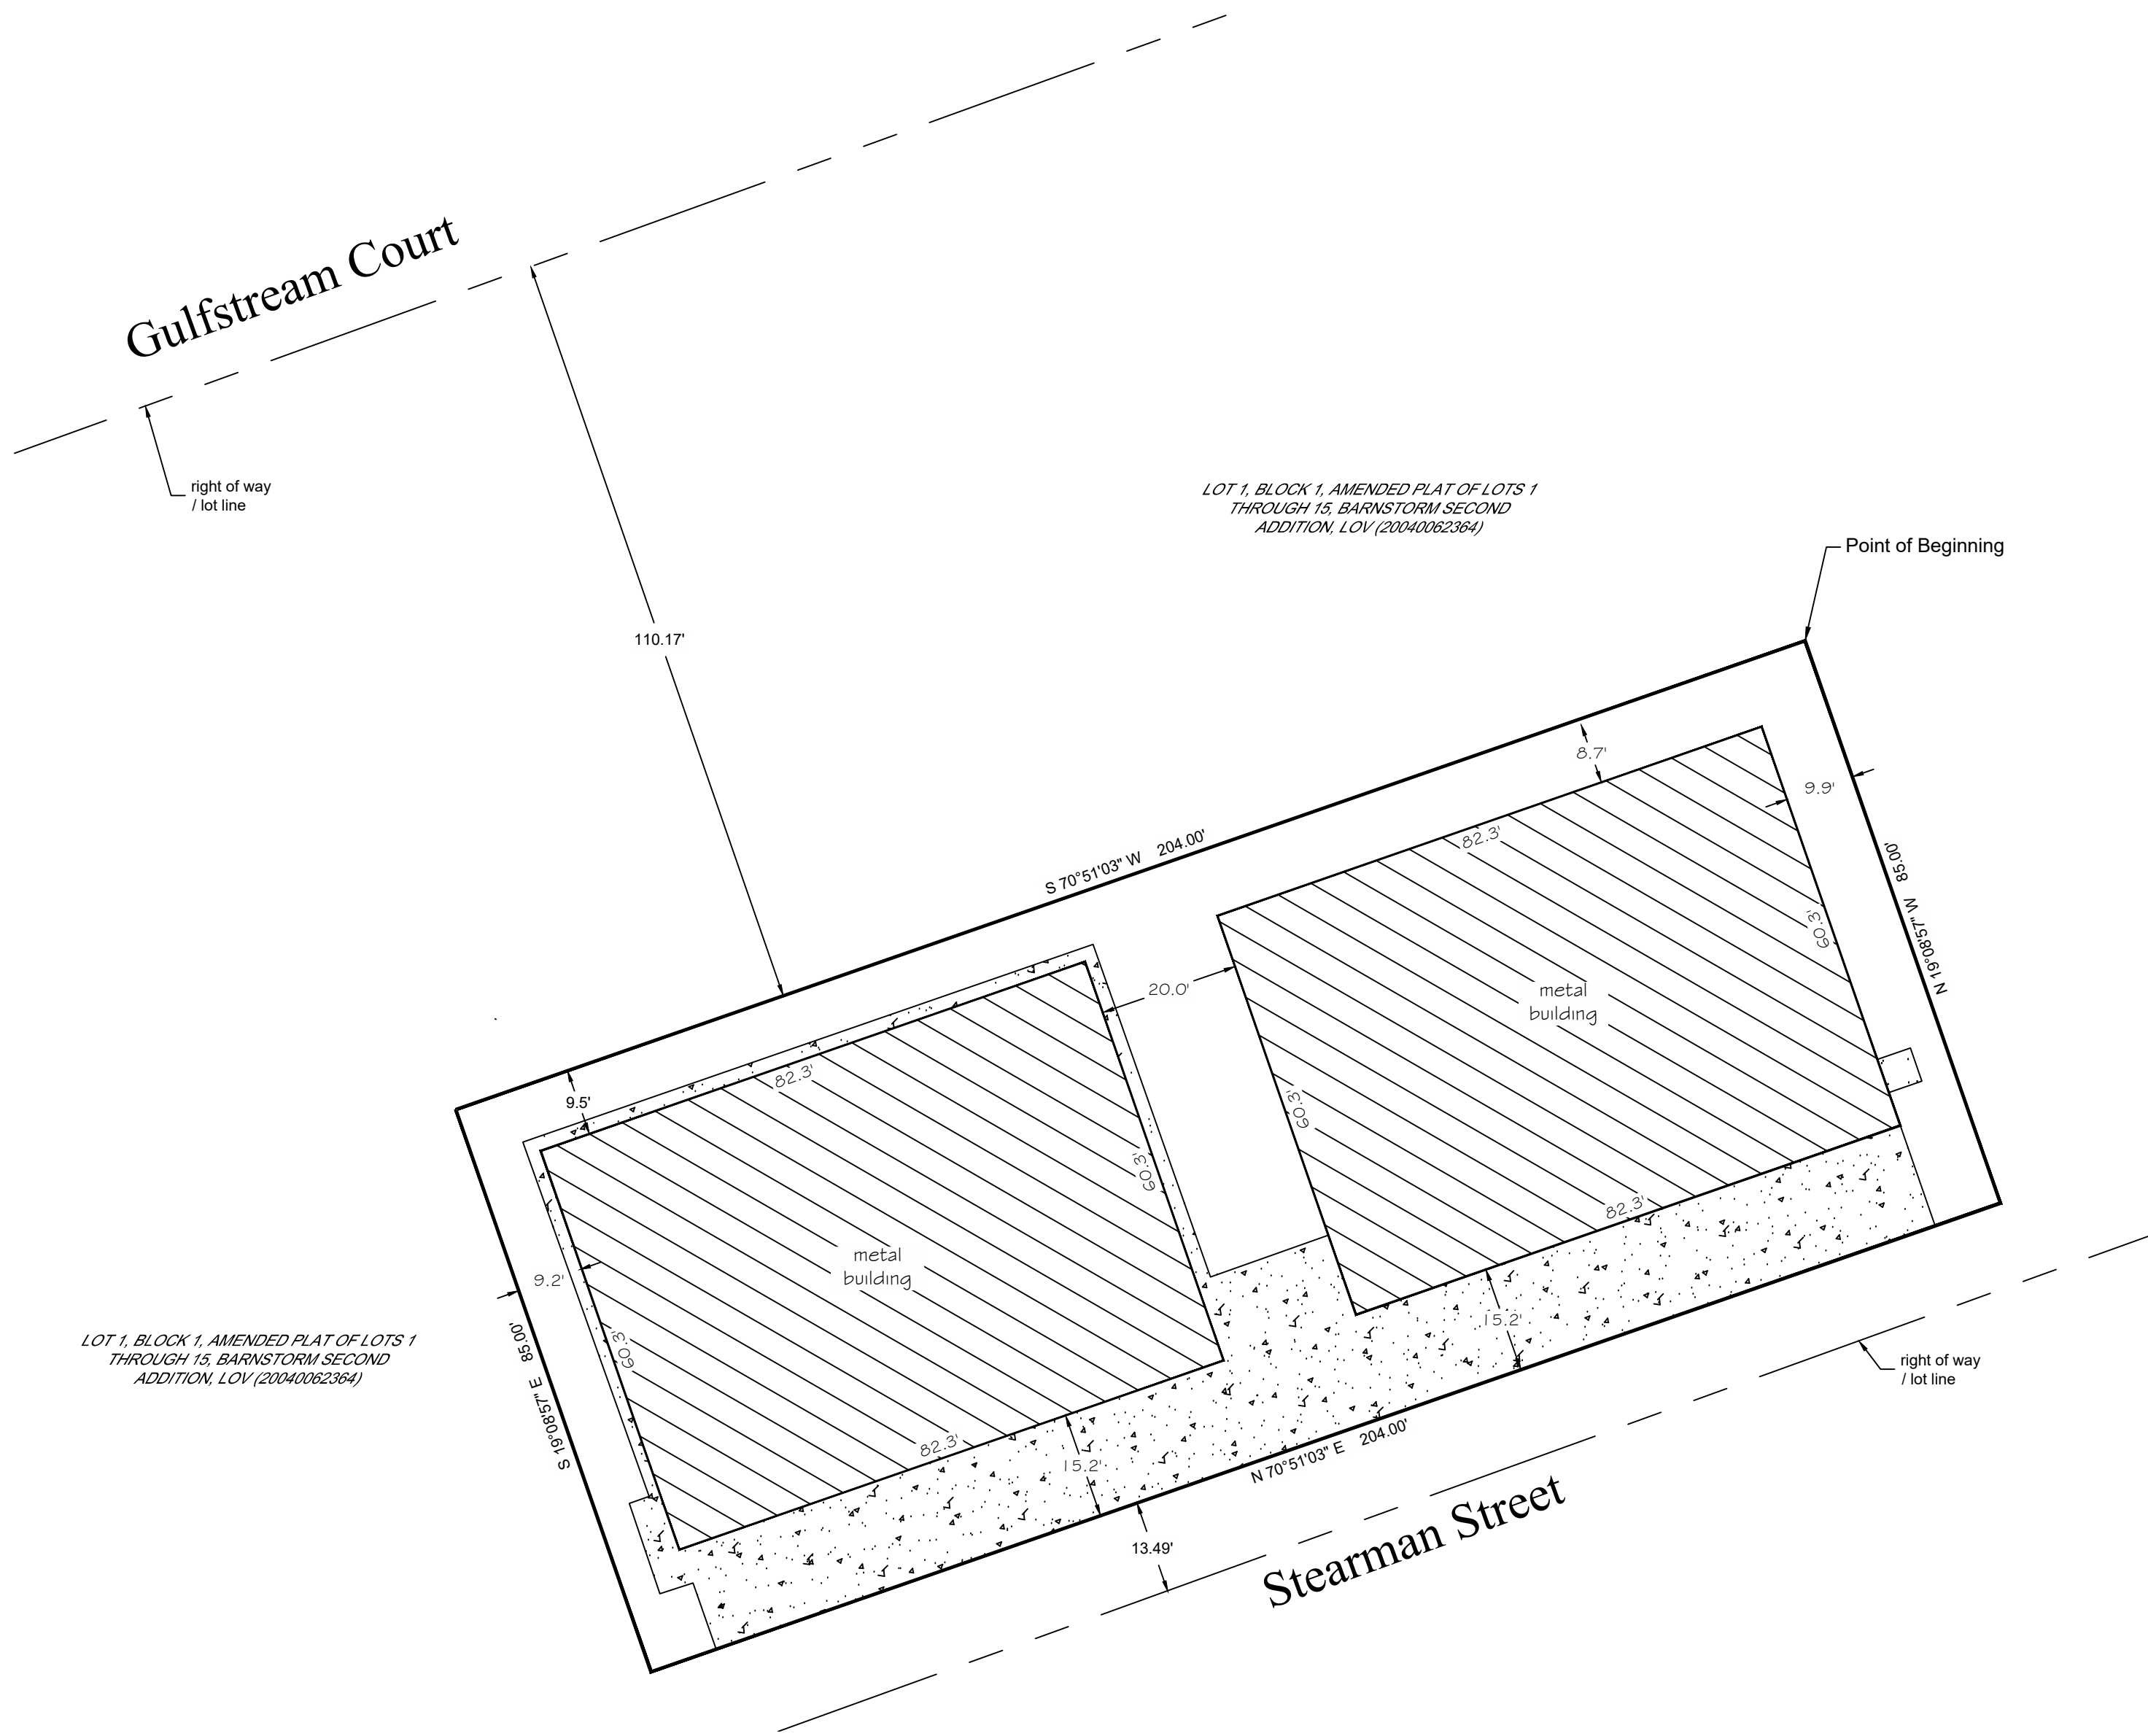 Gulfstream Court
right of way
/ lot line
LOT 1, BLOCK 1, AMENDED PLAT OF LOTS 1
THROUGH 15, BARNSTORM SECOND
ADDITION, LOV (20040062364)
Point of Beginning
110.17'
8.7'
9.9'
S 70°51'03" W 204.00'
82.3'
N 19°08'57" W 85.00'
60.3'
20.0'
metal
building
82.3'
9.5'
60.3'
60.3'
82.3'
metal
building
9.2'
S 19°08'57" E 85.00'
60.3'
LOT 1, BLOCK 1, AMENDED PLAT OF LOTS 1
THROUGH 15, BARNSTORM SECOND
ADDITION, LOV (20040062364)
15.2'
right of way
/ lot line
82.3'
15.2'
N 70°51'03" E 204.00'
13.49'
Stearman Street